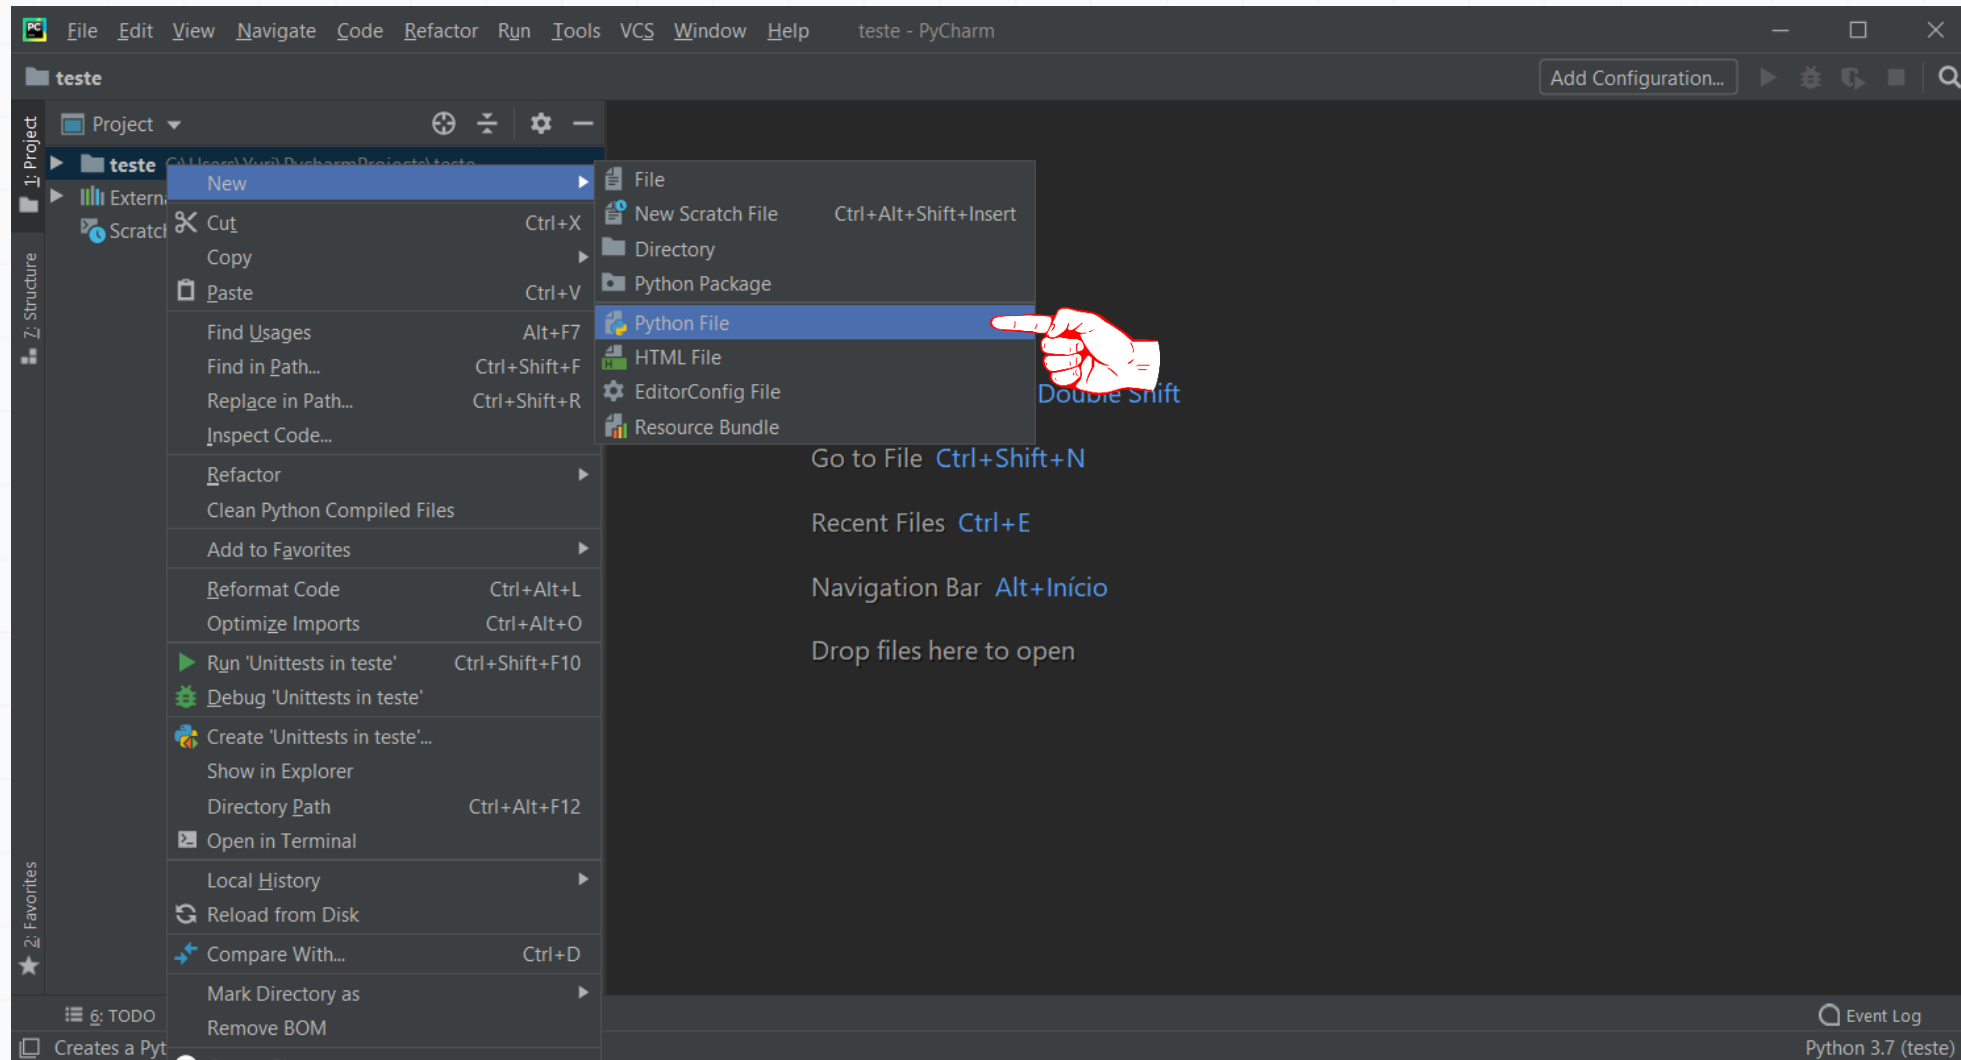 PC File Edit View Navigate Code Refactor Run Tools VCS Window Help teste - PyCharm
teste Add Configuration...
1: Project
Project
teste C:\Users\Yuri\PycharmProjects\teste
Extern
Scratch
7: Structure
2: Favorites
New
Cut Ctrl+X
Copy
Paste Ctrl+V
Find Usages Alt+F7
Find in Path... Ctrl+Shift+F
Replace in Path... Ctrl+Shift+R
Inspect Code...
Refactor
Clean Python Compiled Files
Add to Favorites
Reformat Code Ctrl+Alt+L
Optimize Imports Ctrl+Alt+O
Run 'Unittests in teste' Ctrl+Shift+F10
Debug 'Unittests in teste'
Create 'Unittests in teste'...
Show in Explorer
Directory Path Ctrl+Alt+F12
Open in Terminal
Local History
Reload from Disk
Compare With... Ctrl+D
Mark Directory as
Remove BOM
File
New Scratch File Ctrl+Alt+Shift+Insert
Directory
Python Package
Python File
HTML File
EditorConfig File
Resource Bundle
Double Shift
Go to File Ctrl+Shift+N
Recent Files Ctrl+E
Navigation Bar Alt+Início
Drop files here to open
6: TODO Event Log
Creates a Pyt Python 3.7 (teste)